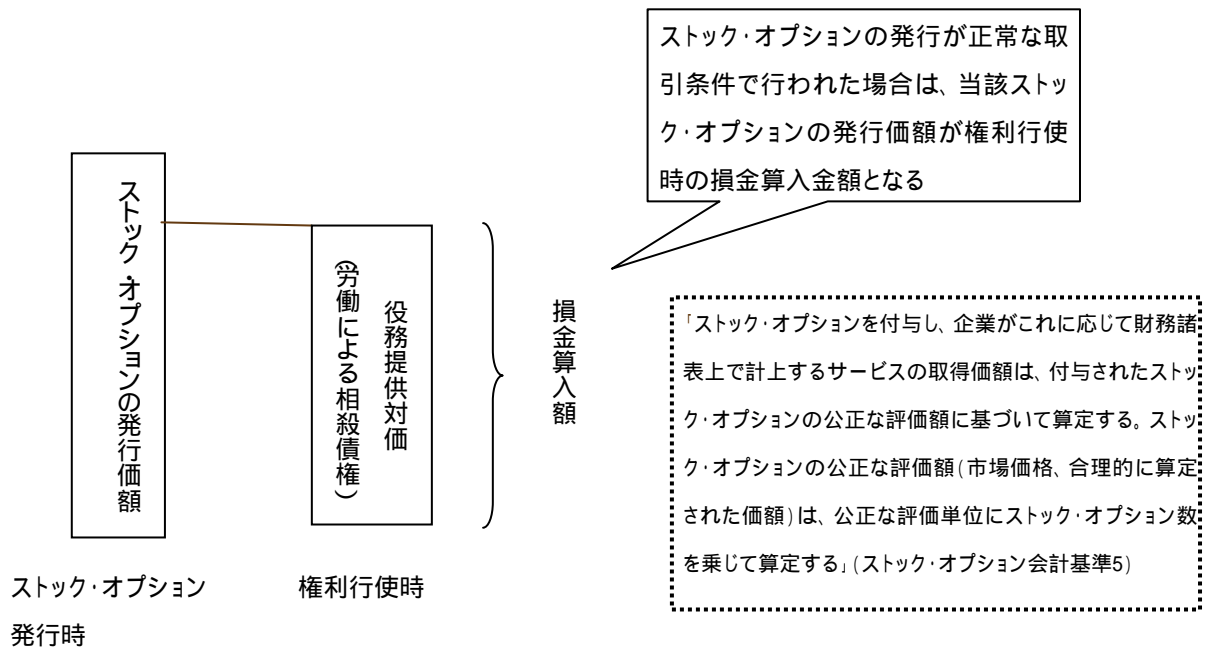 ストック・オプションの発行が正常な取
引条件で行われた場合は、当該ストッ
ク・オプションの発行価額が権利行使
時の損金算入金額となる
ストック・オプションの発行価額
役務提供対価
(労働による相殺債権)
損金算入額
「ストック・オプションを付与し、企業がこれに応じて財務諸
表上で計上するサービスの取得価額は、付与されたストッ
ク・オプションの公正な評価額に基づいて算定する。ストッ
ク・オプションの公正な評価額(市場価格、合理的に算定
された価額)は、公正な評価単位にストック・オプション数
を乗じて算定する」(ストック・オプション会計基準5)
ストック・オプション
発行時
権利行使時